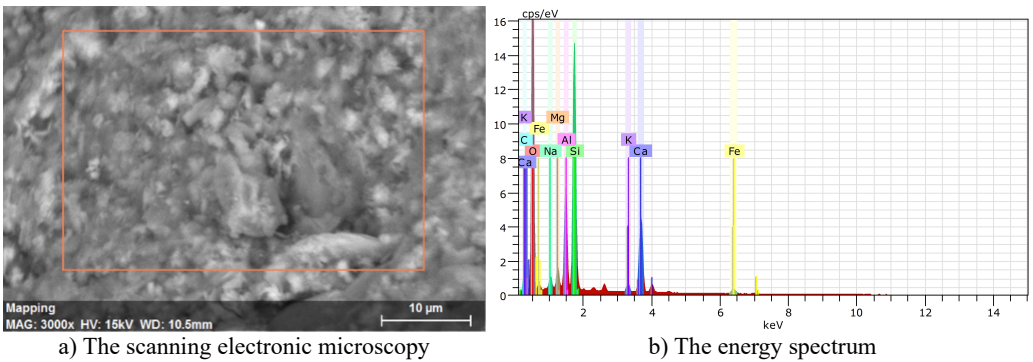 Mapping
MAG: 3000x HV: 15kV WD: 10.5mm
10 µm
a) The scanning electronic microscopy
cps/eV
16
14
12
10
8
6
4
2
0
K
Mg
Fe
C
Al
K
O
Na
Si
Ca
Fe
Ca
2
4
6
8
10
12
14
keV
b) The energy spectrum